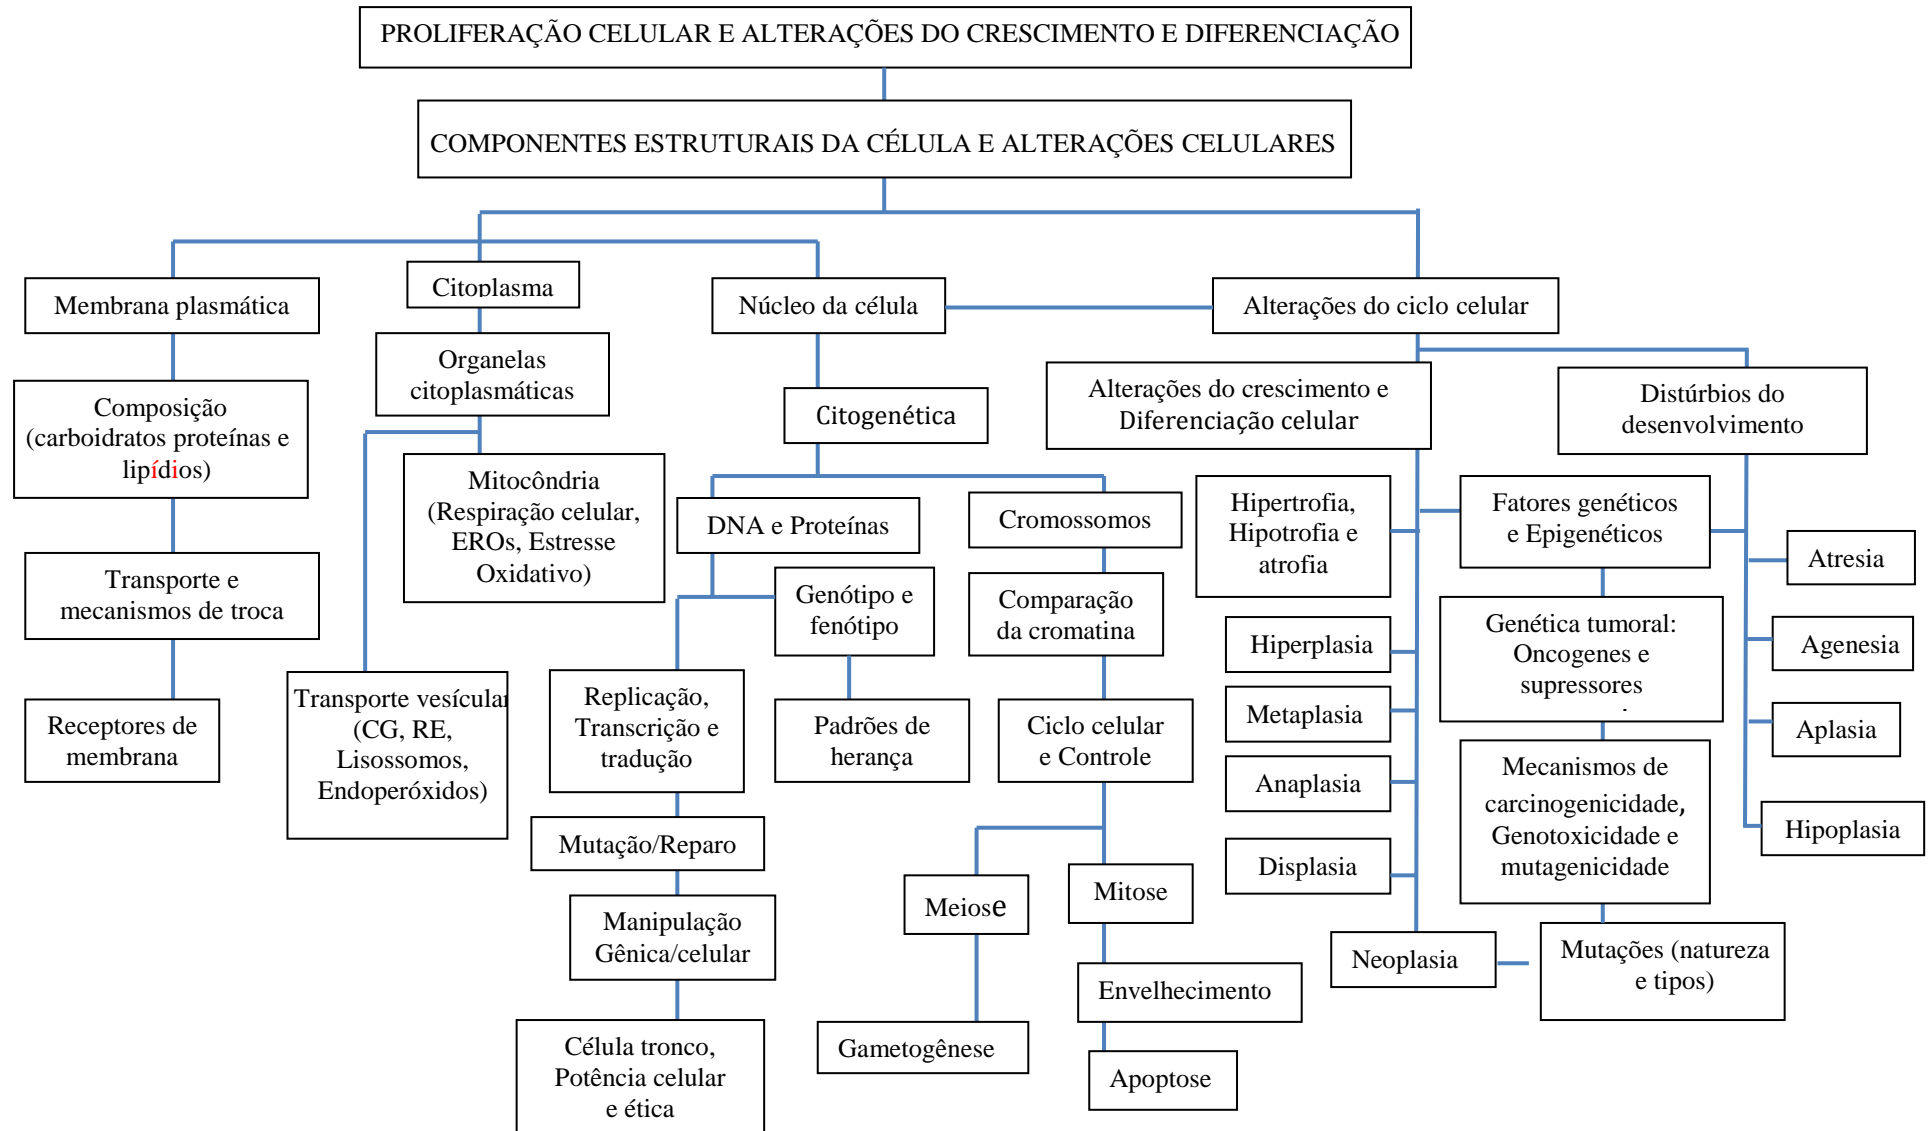 PROLIFERAÇÃO CELULAR E ALTERAÇÕES DO CRESCIMENTO E DIFERENCIAÇÃO
COMPONENTES ESTRUTURAIS DA CÉLULA E ALTERAÇÕES CELULARES
Membrana plasmática
Composição
(carboidratos proteínas e
lipídios)
Transporte e
mecanismos de troca
Receptores de
membrana
Citoplasma
Organelas
citoplasmáticas
Mitocôndria
(Respiração celular,
EROs, Estresse
Oxidativo)
Transporte vesícular
(CG, RE,
Lisossomos,
Endoperóxidos)
Núcleo da célula
Citogenética
DNA e Proteínas
Genótipo e
fenótipo
Padrões de
herança
Replicação,
Transcrição e
tradução
Mutação/Reparo
Manipulação
Gênica/celular
Célula tronco,
Potência celular
e ética
Cromossomos
Comparação
da cromatina
Ciclo celular
e Controle
Meiose
Gametogênese
Mitose
Envelhecimento
Apoptose
Alterações do ciclo celular
Alterações do crescimento e
Diferenciação celular
Hipertrofia,
Hipotrofia e
atrofia
Hiperplasia
Metaplasia
Anaplasia
Displasia
Neoplasia
Fatores genéticos
e Epigenéticos
Genética tumoral:
Oncogenes e
supressores
Mecanismos de
carcinogenicidade,
Genotoxicidade e
mutagenicidade
Mutações (natureza
e tipos)
Distúrbios do
desenvolvimento
Atresia
Agenesia
Aplasia
Hipoplasia